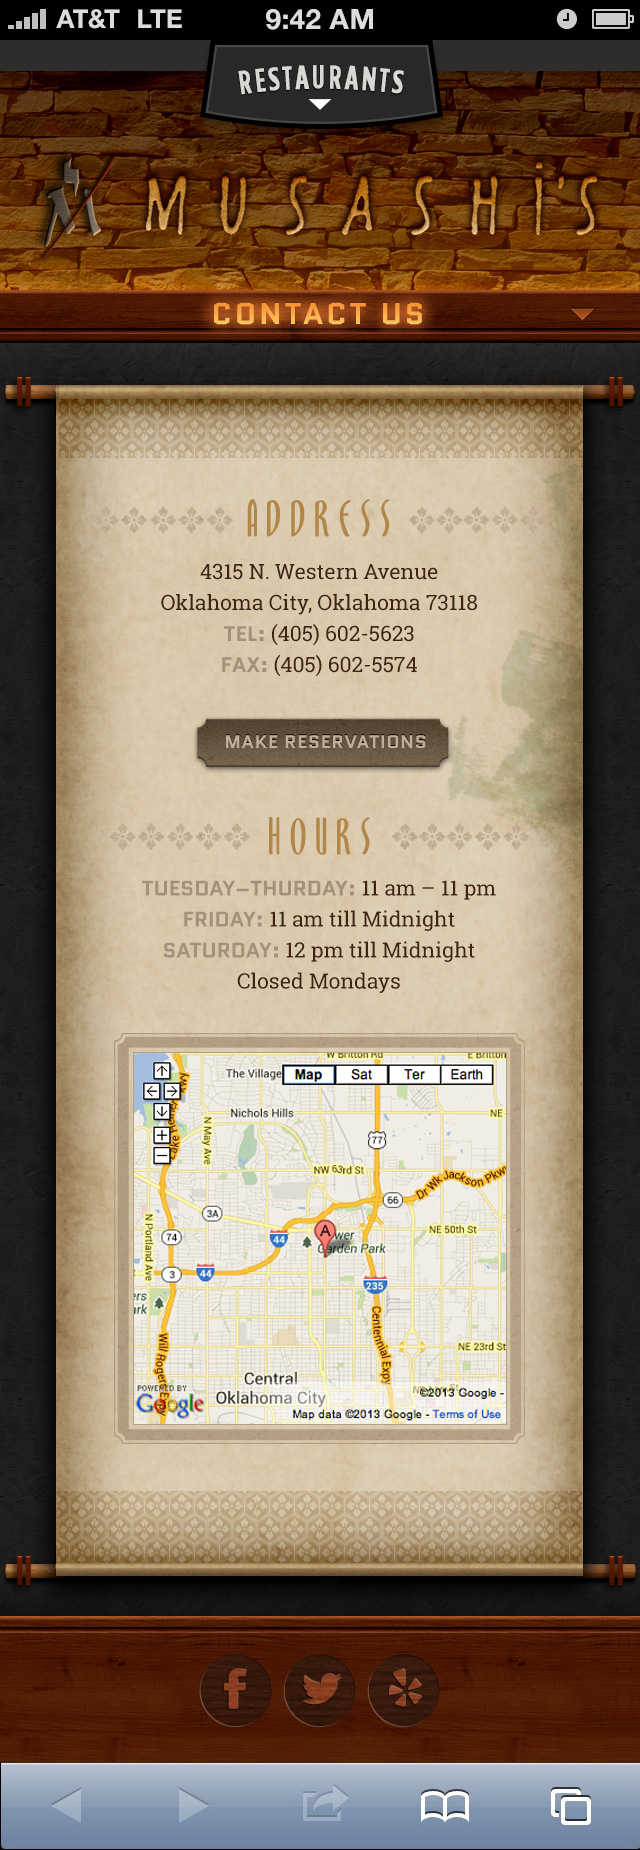 AT&T LTE 9:42 AM
RESTAURANTS
MUSASHI'S
CONTACT US
ADDRESS
4315 N. Western Avenue
Oklahoma City, Oklahoma 73118
TEL: (405) 602-5623
FAX: (405) 602-5574
MAKE RESERVATIONS
HOURS
TUESDAY–THURDAY: 11 am – 11 pm
FRIDAY: 11 am till Midnight
SATURDAY: 12 pm till Midnight
Closed Mondays
W Britton Rd
E Britton
The Village
Map Sat Ter Earth
Nichols Hills
NE
N May Ave
77
NW 63rd St
Dr Wk Jackson Pkwy
66
3A
N Portland Ave
74
44
A
NE 50th St
Garden Park
3
44
235
Centennial Expy
Will Rogers Expy
NE 23rd St
Central
Oklahoma City
POWERED BY
Google
©2013 Google -
Map data ©2013 Google - Terms of Use